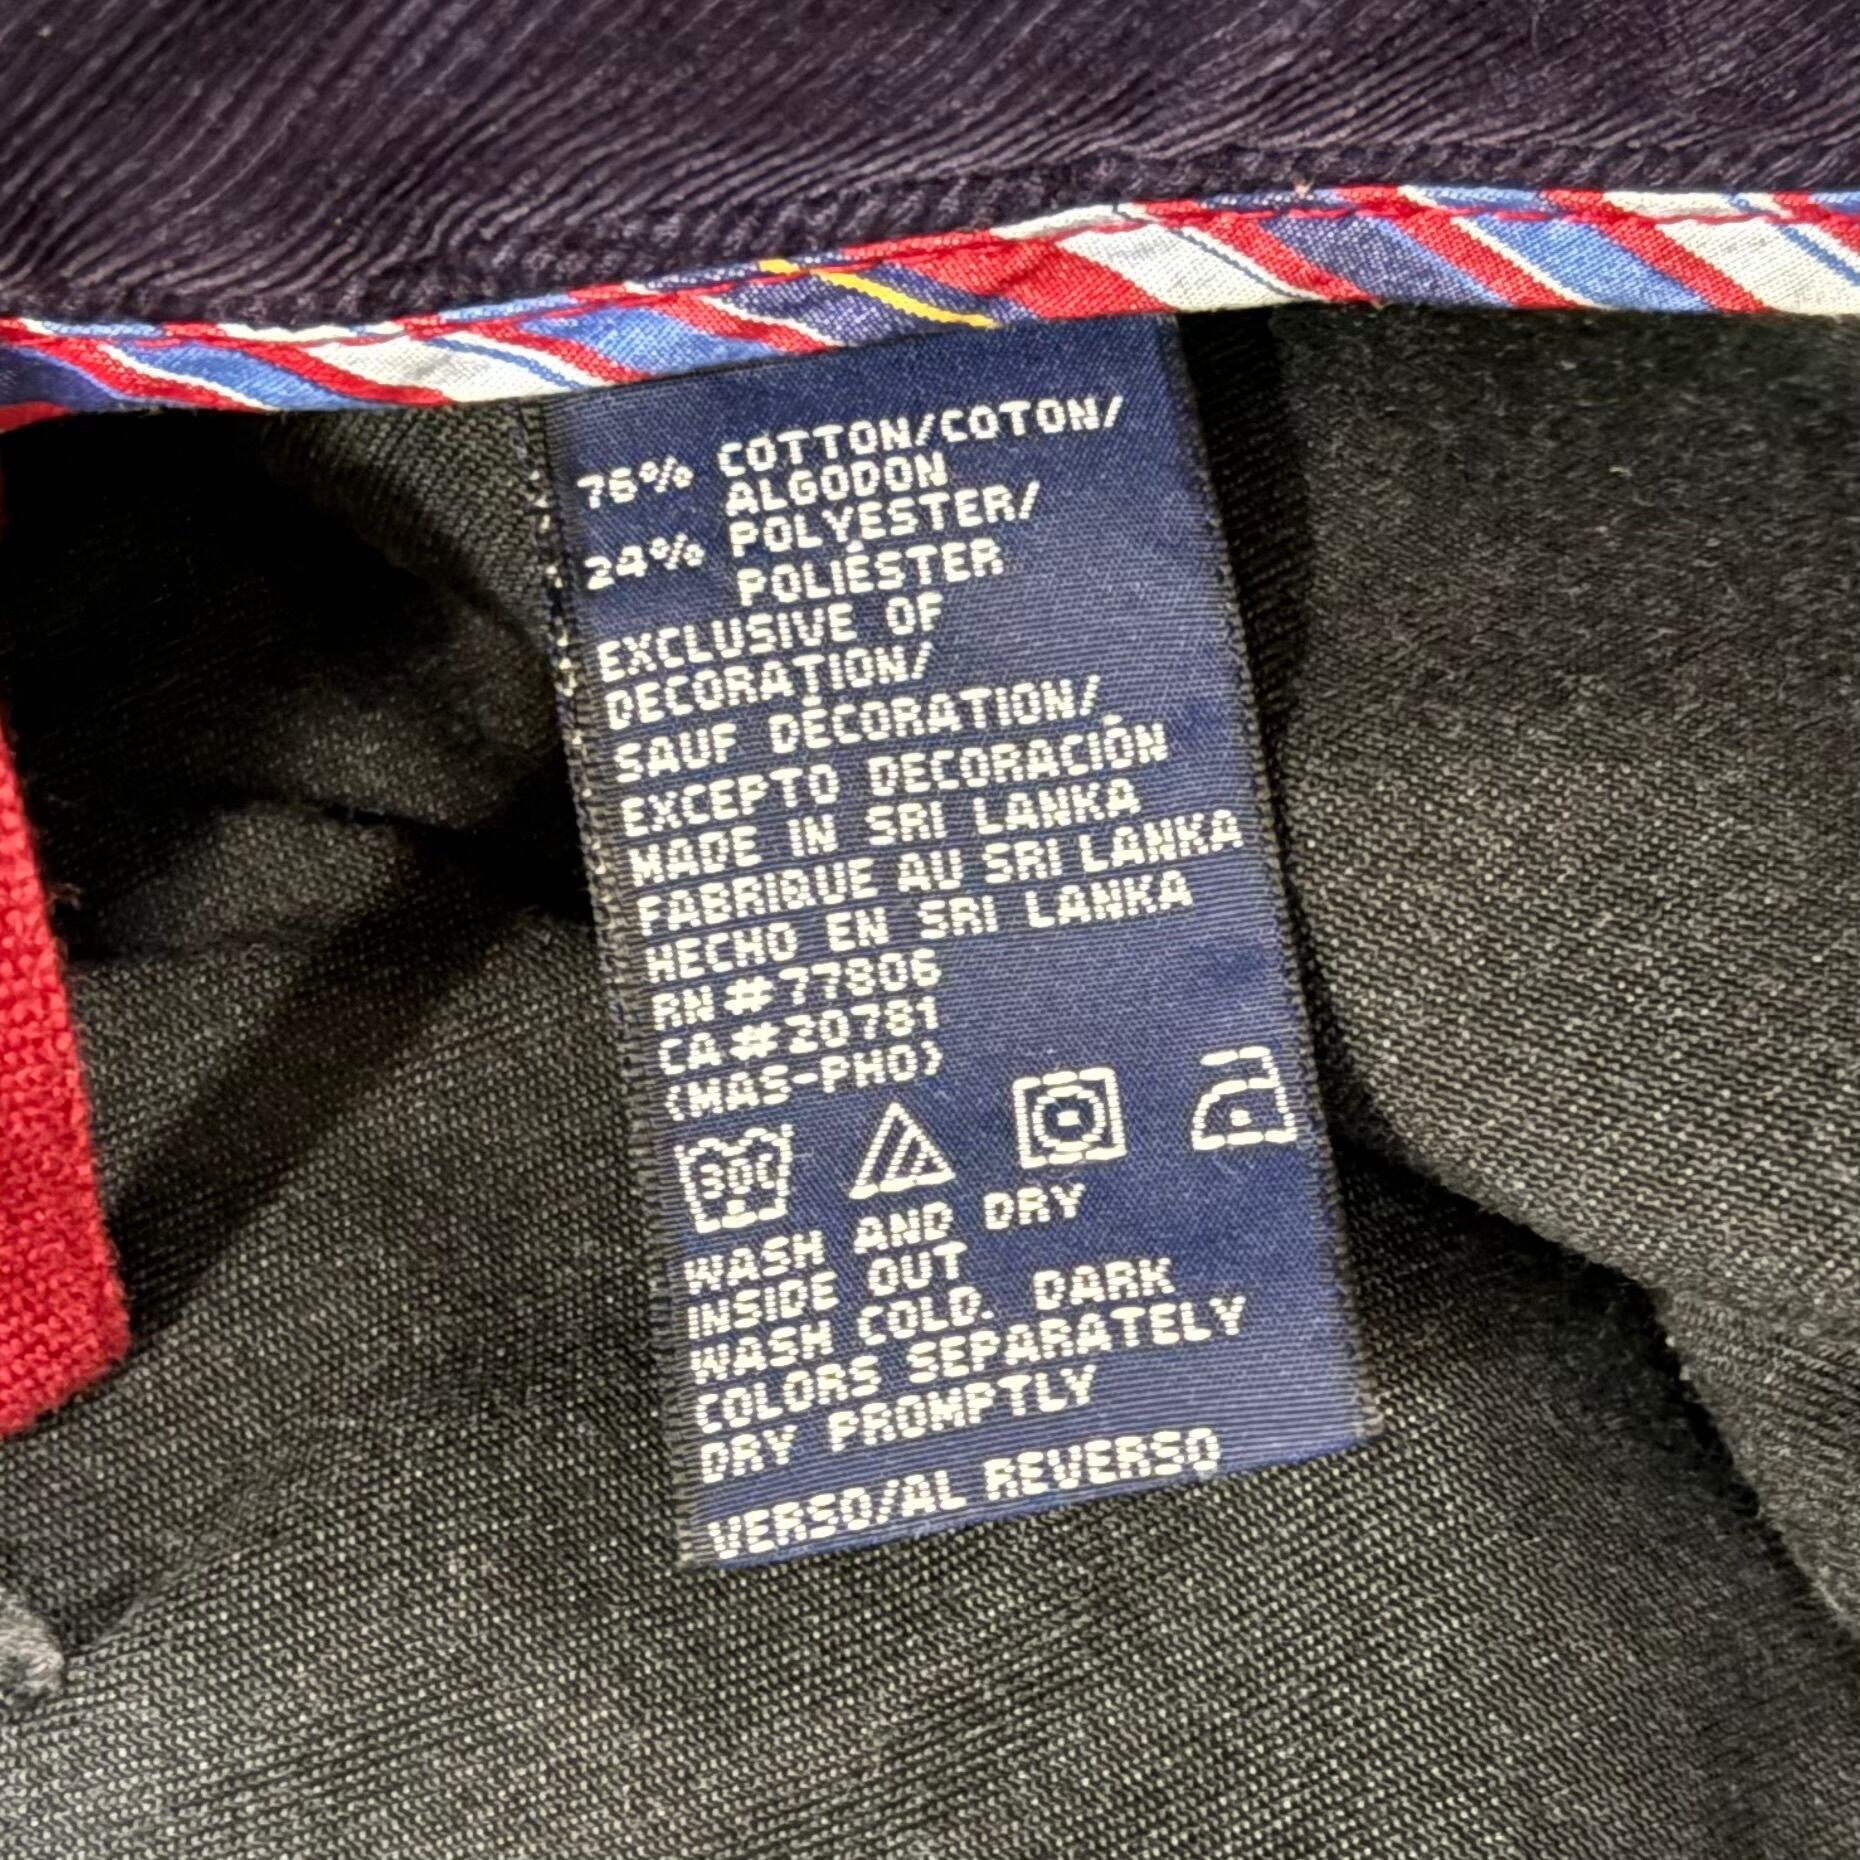 76% COTTON/COTON/
ALGODON
24% POLYESTER/
POLIÉSTER
EXCLUSIVE OF
DECORATION/
SAUF DÉCORATION/
EXCEPTO DECORACIÓN
MADE IN SRI LANKA
FABRIQUE AU SRI LANKA
HECHO EN SRI LANKA
RN#77806
CA#20781
(MAS-PHO)
30C
WASH AND DRY
INSIDE OUT
WASH COLD. DARK
COLORS SEPARATELY
DRY PROMPTLY
VERSO/AL REVERSO